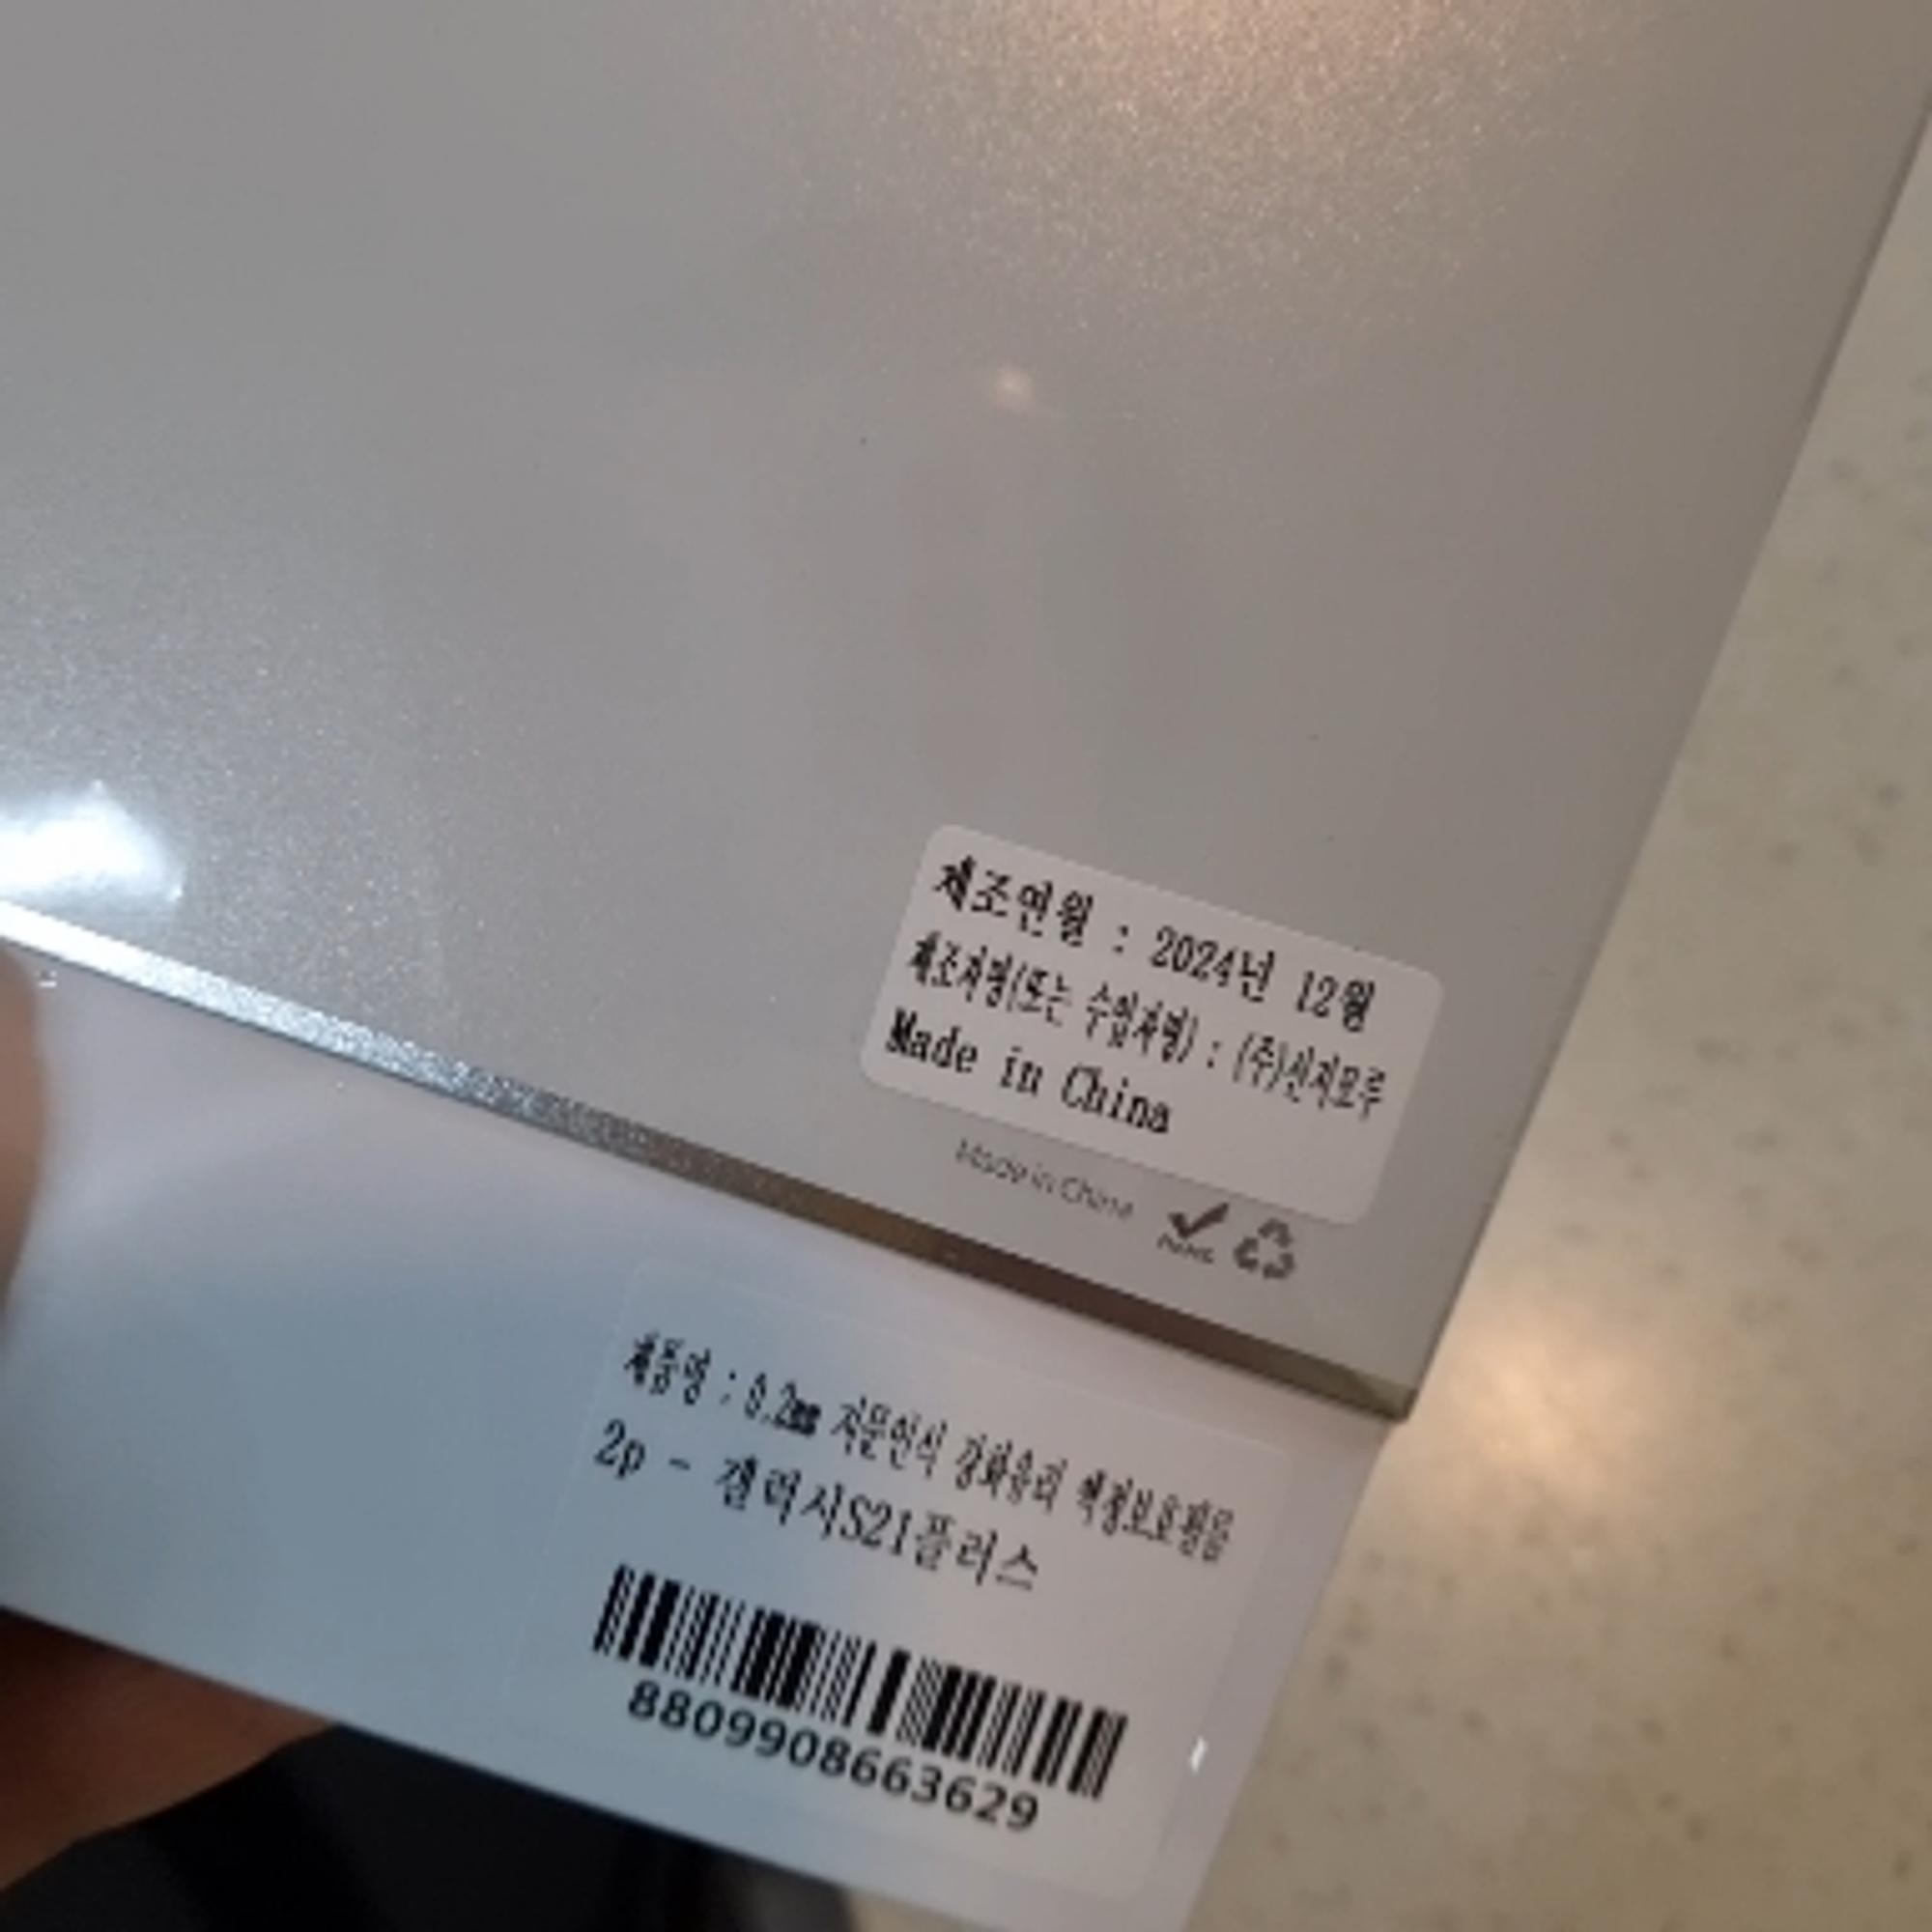 제조연월 : 2024년 12월
제조자명(또는 수입자명) : (주)신지모루
Made in China
Made in China
제품명 : 0.2mm 지문인식 강화유리 액정보호필름
2p - 갤럭시S21플러스
8809908663629